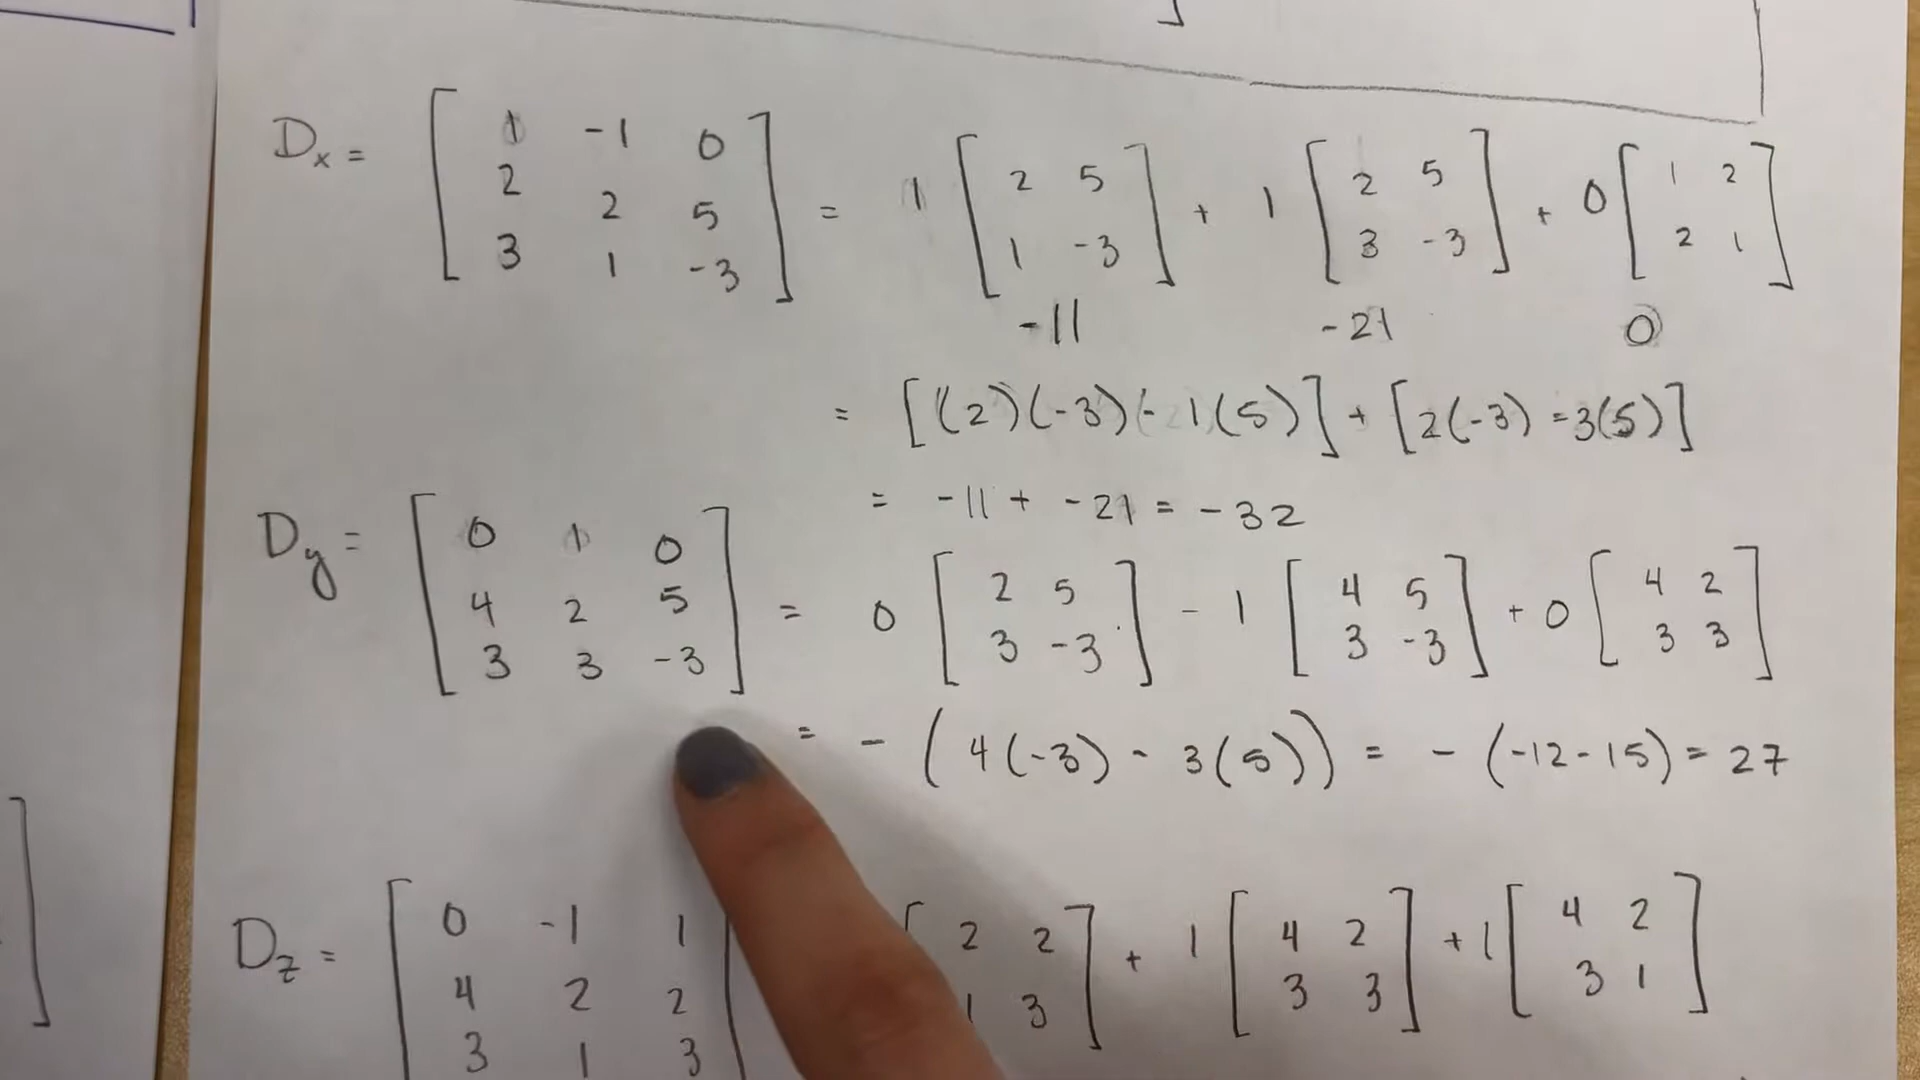 Dx = [ 1 -1 0 ] = 1 [ 2 5 ] + 1 [ 2 5 ] + 0 [ 1 2 ]
2 2 5 1 -3 3 -3 2 1
3 1 -3
-11 -21 0
= [(2)(-3) - 1(5)] + [2(-3) - 3(5)]
= -11 + -21 = -32
Dy = [ 0 1 0 ] = 0 [ 2 5 ] - 1 [ 4 5 ] + 0 [ 4 2 ]
4 2 5 3 -3 3 -3 3 3
3 3 -3
= - (4(-3) - 3(5)) = - (-12 - 15) = 27
Dz = [ 0 -1 1 [ 2 2 ] + 1 [ 4 2 ] + 1 [ 4 2 ]
4 2 2 1 3 3 3 3 1
3 1 3